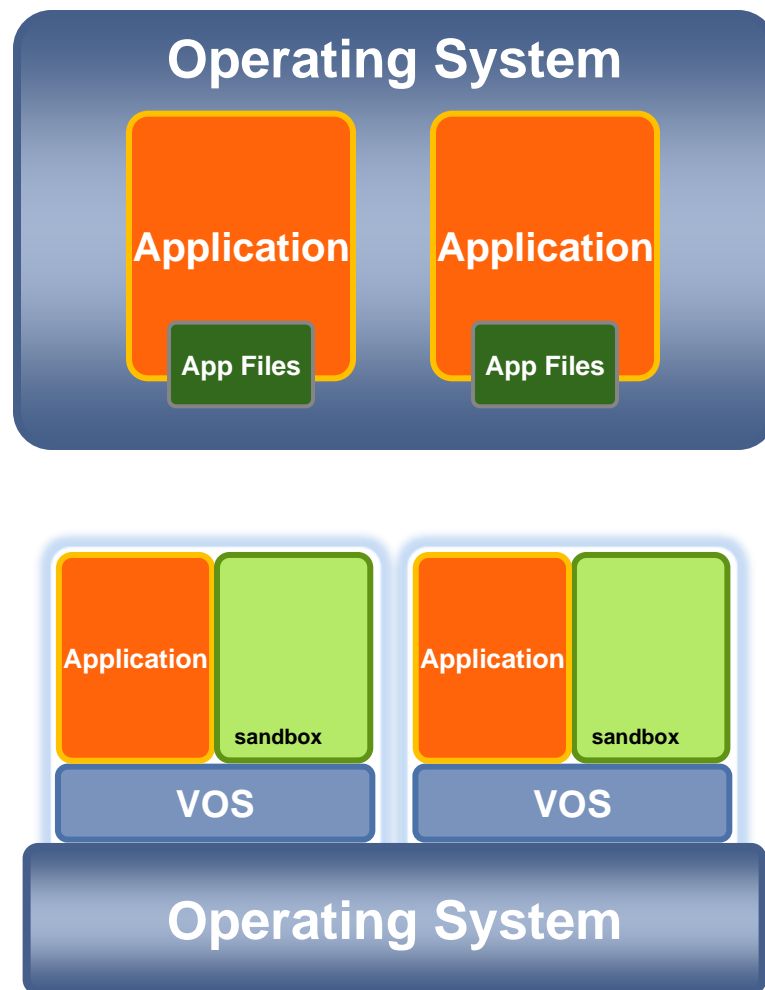 Operating System
Application
Application
App Files
App Files
Application
Application
sandbox
sandbox
VOS
VOS
Operating System